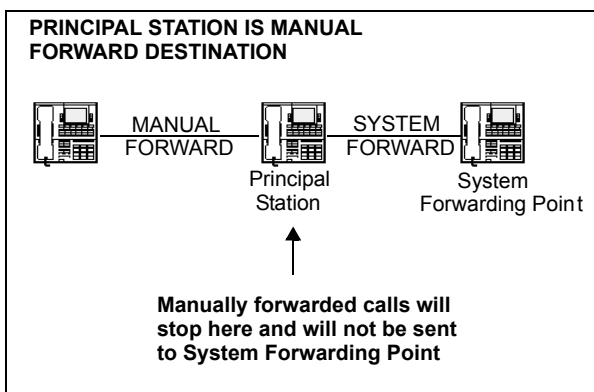 PRINCIPAL STATION IS MANUAL
FORWARD DESTINATION
MANUAL
FORWARD
SYSTEM
FORWARD
Principal
Station
System
Forwarding Point
Manually forwarded calls will
stop here and will not be sent
to System Forwarding Point